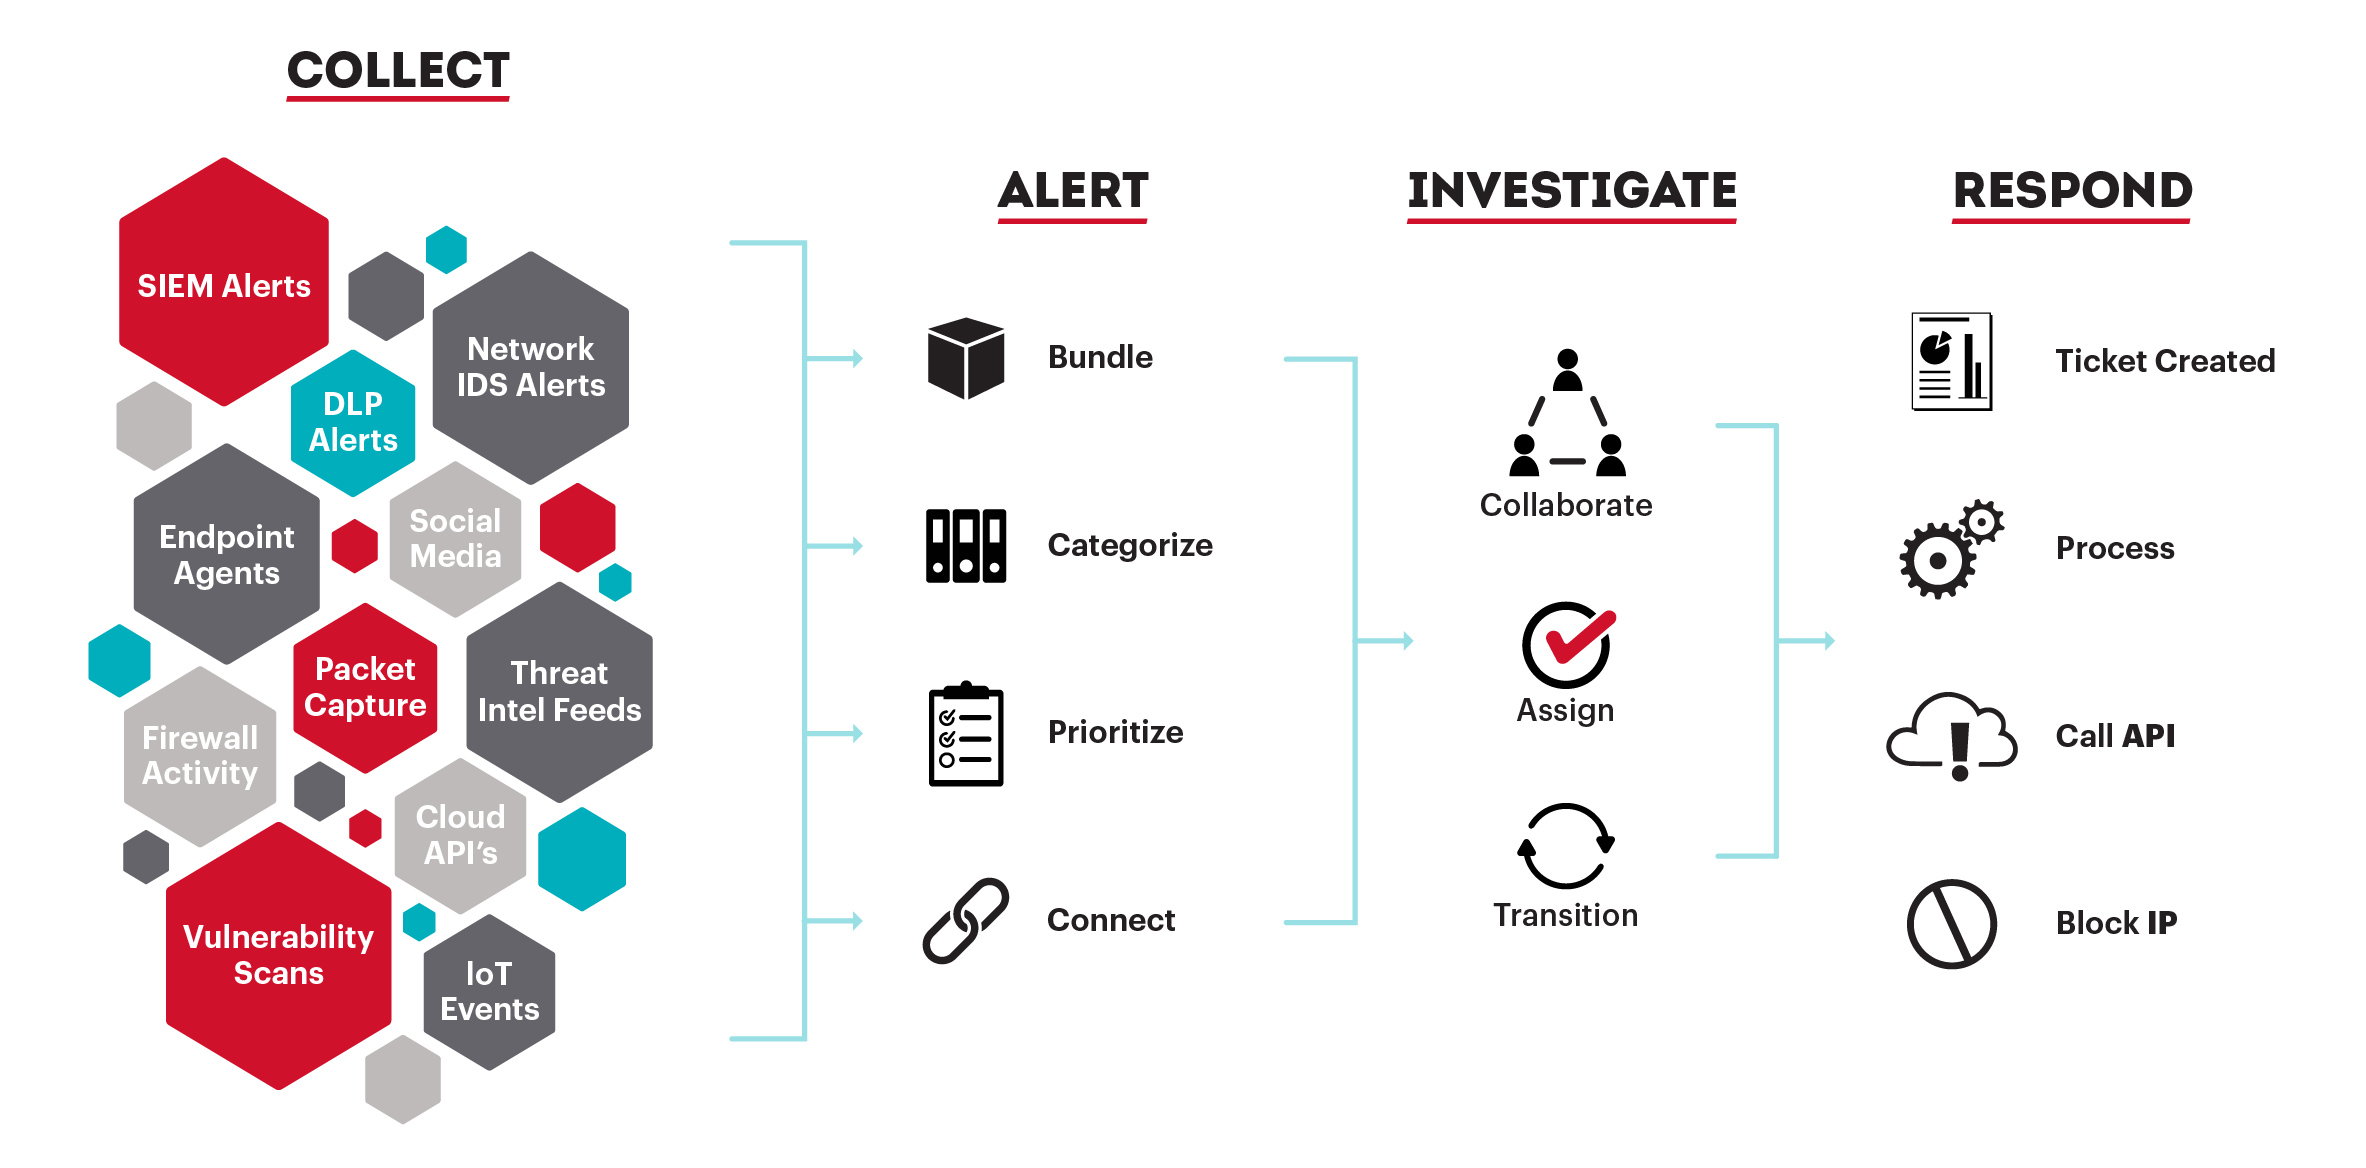 COLLECT
SIEM Alerts
Network
IDS Alerts
DLP
Alerts
Endpoint
Agents
Social
Media
Packet
Capture
Threat
Intel Feeds
Firewall
Activity
Cloud
API’s
Vulnerability
Scans
IoT
Events
ALERT
Bundle
Categorize
Prioritize
Connect
INVESTIGATE
Collaborate
Assign
Transition
RESPOND
Ticket Created
Process
Call API
Block IP